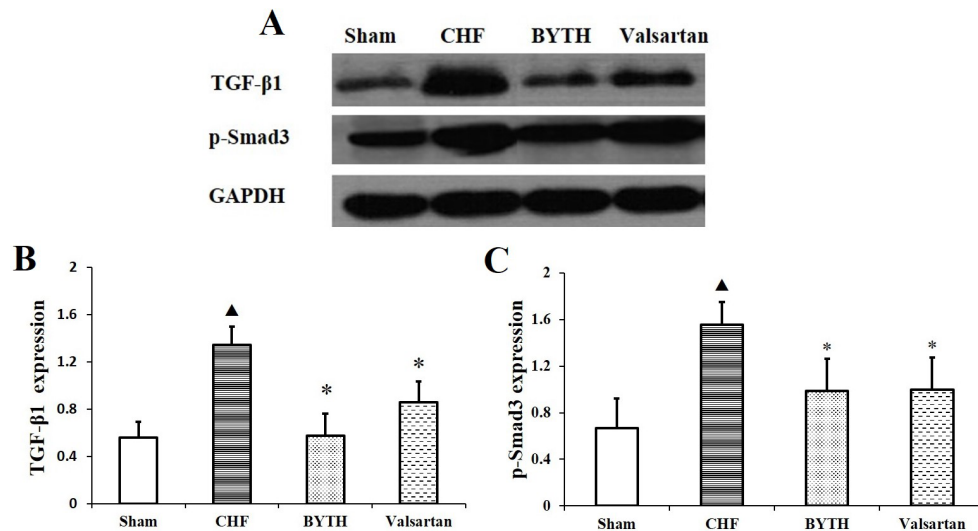 A
Sham CHF BYTH Valsartan
TGF-β1
p-Smad3
GAPDH
B
TGF-β1 expression
2
1.6
1.2
0.8
0.4
0
▲
*
*
Sham CHF BYTH Valsartan
C
p-Smad3 expression
2
1.6
1.2
0.8
0.4
0
▲
*
*
Sham CHF BYTH Valsartan